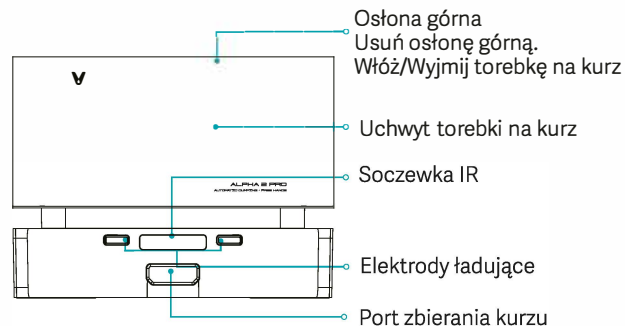 Osłona górna
Usuń osłonę górną.
Włóż/Wyjmij torebkę na kurz
Uchwyt torebki na kurz
ALPHA 2 PRO
Soczewka IR
Elektrody ładujące
Port zbierania kurzu